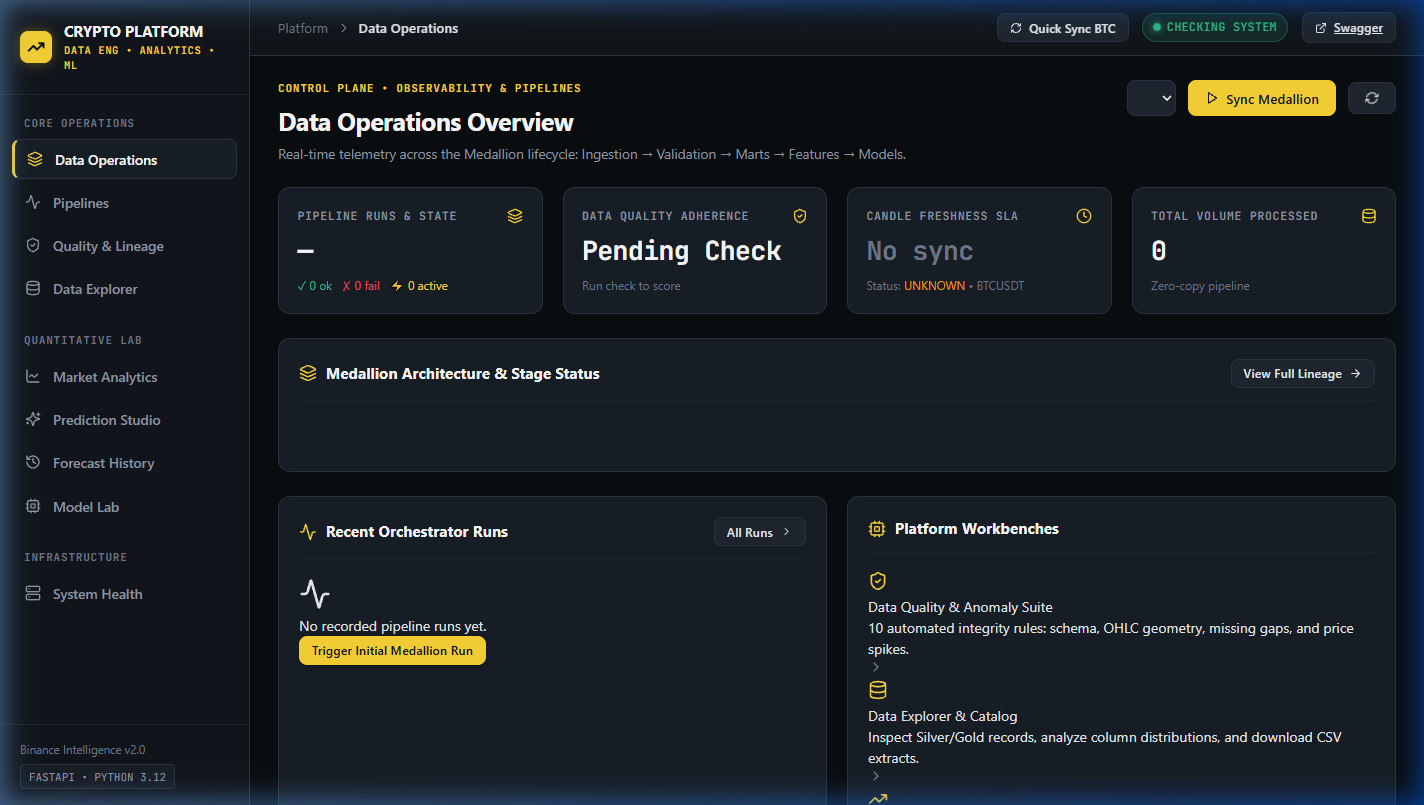 CRYPTO PLATFORM
DATA ENG • ANALYTICS •
ML
CORE OPERATIONS
Data Operations
Pipelines
Quality & Lineage
Data Explorer
QUANTITATIVE LAB
Market Analytics
Prediction Studio
Forecast History
Model Lab
INFRASTRUCTURE
System Health
Binance Intelligence v2.0
FASTAPI • PYTHON 3.12
Platform > Data Operations
Quick Sync BTC
CHECKING SYSTEM
Swagger
CONTROL PLANE • OBSERVABILITY & PIPELINES
Data Operations Overview
Real-time telemetry across the Medallion lifecycle: Ingestion → Validation → Marts → Features → Models.
Sync Medallion
PIPELINE RUNS & STATE
—
✓ 0 ok ✗ 0 fail ⚡ 0 active
DATA QUALITY ADHERENCE
Pending Check
Run check to score
CANDLE FRESHNESS SLA
No sync
Status: UNKNOWN • BTCUSDT
TOTAL VOLUME PROCESSED
0
Zero-copy pipeline
Medallion Architecture & Stage Status
View Full Lineage →
Recent Orchestrator Runs
All Runs >
No recorded pipeline runs yet.
Trigger Initial Medallion Run
Platform Workbenches
Data Quality & Anomaly Suite
10 automated integrity rules: schema, OHLC geometry, missing gaps, and price
spikes.
Data Explorer & Catalog
Inspect Silver/Gold records, analyze column distributions, and download CSV
extracts.